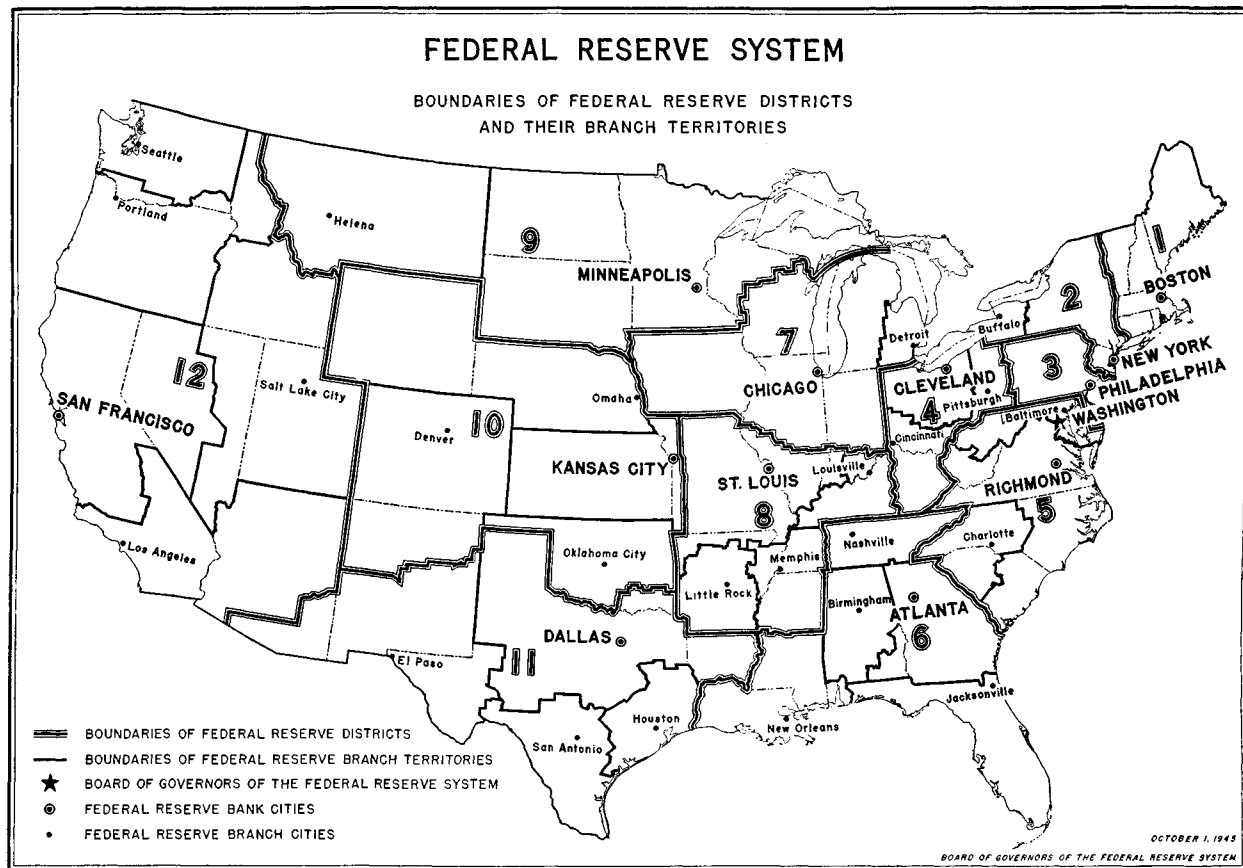 FEDERAL RESERVE SYSTEM
BOUNDARIES OF FEDERAL RESERVE DISTRICTS
AND THEIR BRANCH TERRITORIES
Seattle
Portland
Helena
9
MINNEAPOLIS
1
BOSTON
2
Buffalo
Detroit
7
CHICAGO
NEW YORK
3
PHILADELPHIA
CLEVELAND
4
Pittsburgh
Baltimore
WASHINGTON
Cincinnati
12
SAN FRANCISCO
Salt Lake City
Omaha
10
Denver
KANSAS CITY
ST. LOUIS
8
Louisville
RICHMOND
5
Los Angeles
Oklahoma City
Memphis
Nashville
Charlotte
Little Rock
Birmingham
ATLANTA
6
DALLAS
11
El Paso
Houston
San Antonio
New Orleans
Jacksonville
BOUNDARIES OF FEDERAL RESERVE DISTRICTS
BOUNDARIES OF FEDERAL RESERVE BRANCH TERRITORIES
BOARD OF GOVERNORS OF THE FEDERAL RESERVE SYSTEM
FEDERAL RESERVE BANK CITIES
FEDERAL RESERVE BRANCH CITIES
OCTOBER 1, 1945
BOARD OF GOVERNORS OF THE FEDERAL RESERVE SYSTEM